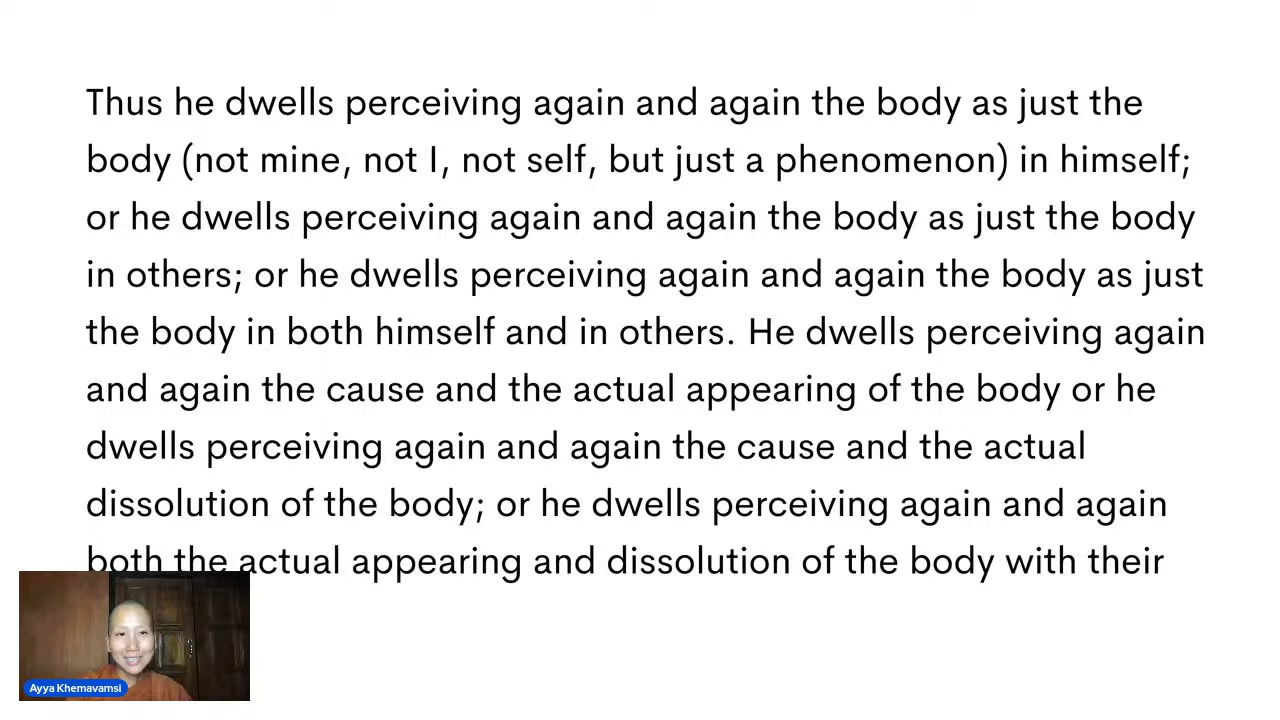 Thus he dwells perceiving again and again the body as just the
body (not mine, not I, not self, but just a phenomenon) in himself;
or he dwells perceiving again and again the body as just the body
in others; or he dwells perceiving again and again the body as just
the body in both himself and in others. He dwells perceiving again
and again the cause and the actual appearing of the body or he
dwells perceiving again and again the cause and the actual
dissolution of the body; or he dwells perceiving again and again
both the actual appearing and dissolution of the body with their
Ayya Khemavamsi